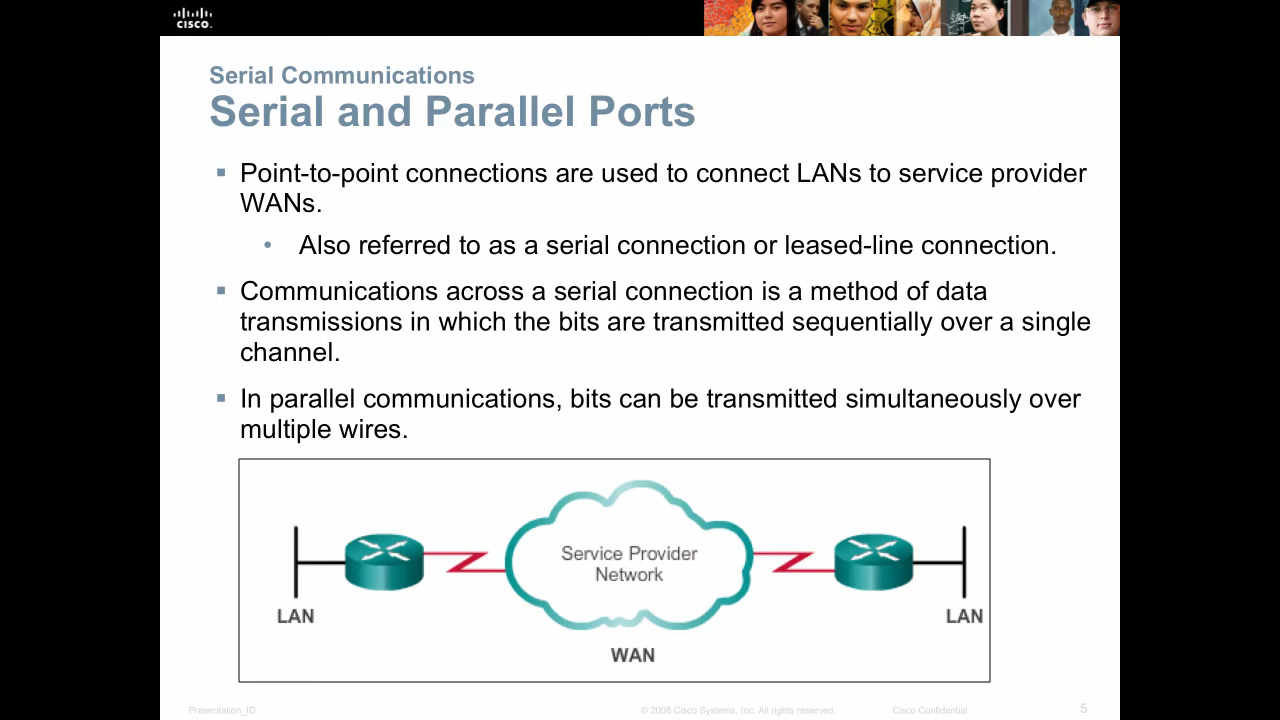 CISCO.
Serial Communications
Serial and Parallel Ports
▪ Point-to-point connections are used to connect LANs to service provider
WANs.
• Also referred to as a serial connection or leased-line connection.
▪ Communications across a serial connection is a method of data
transmissions in which the bits are transmitted sequentially over a single
channel.
▪ In parallel communications, bits can be transmitted simultaneously over
multiple wires.
Service Provider
Network
LAN
LAN
WAN
Presentation_ID
© 2008 Cisco Systems, Inc. All rights reserved.
Cisco Confidential
5